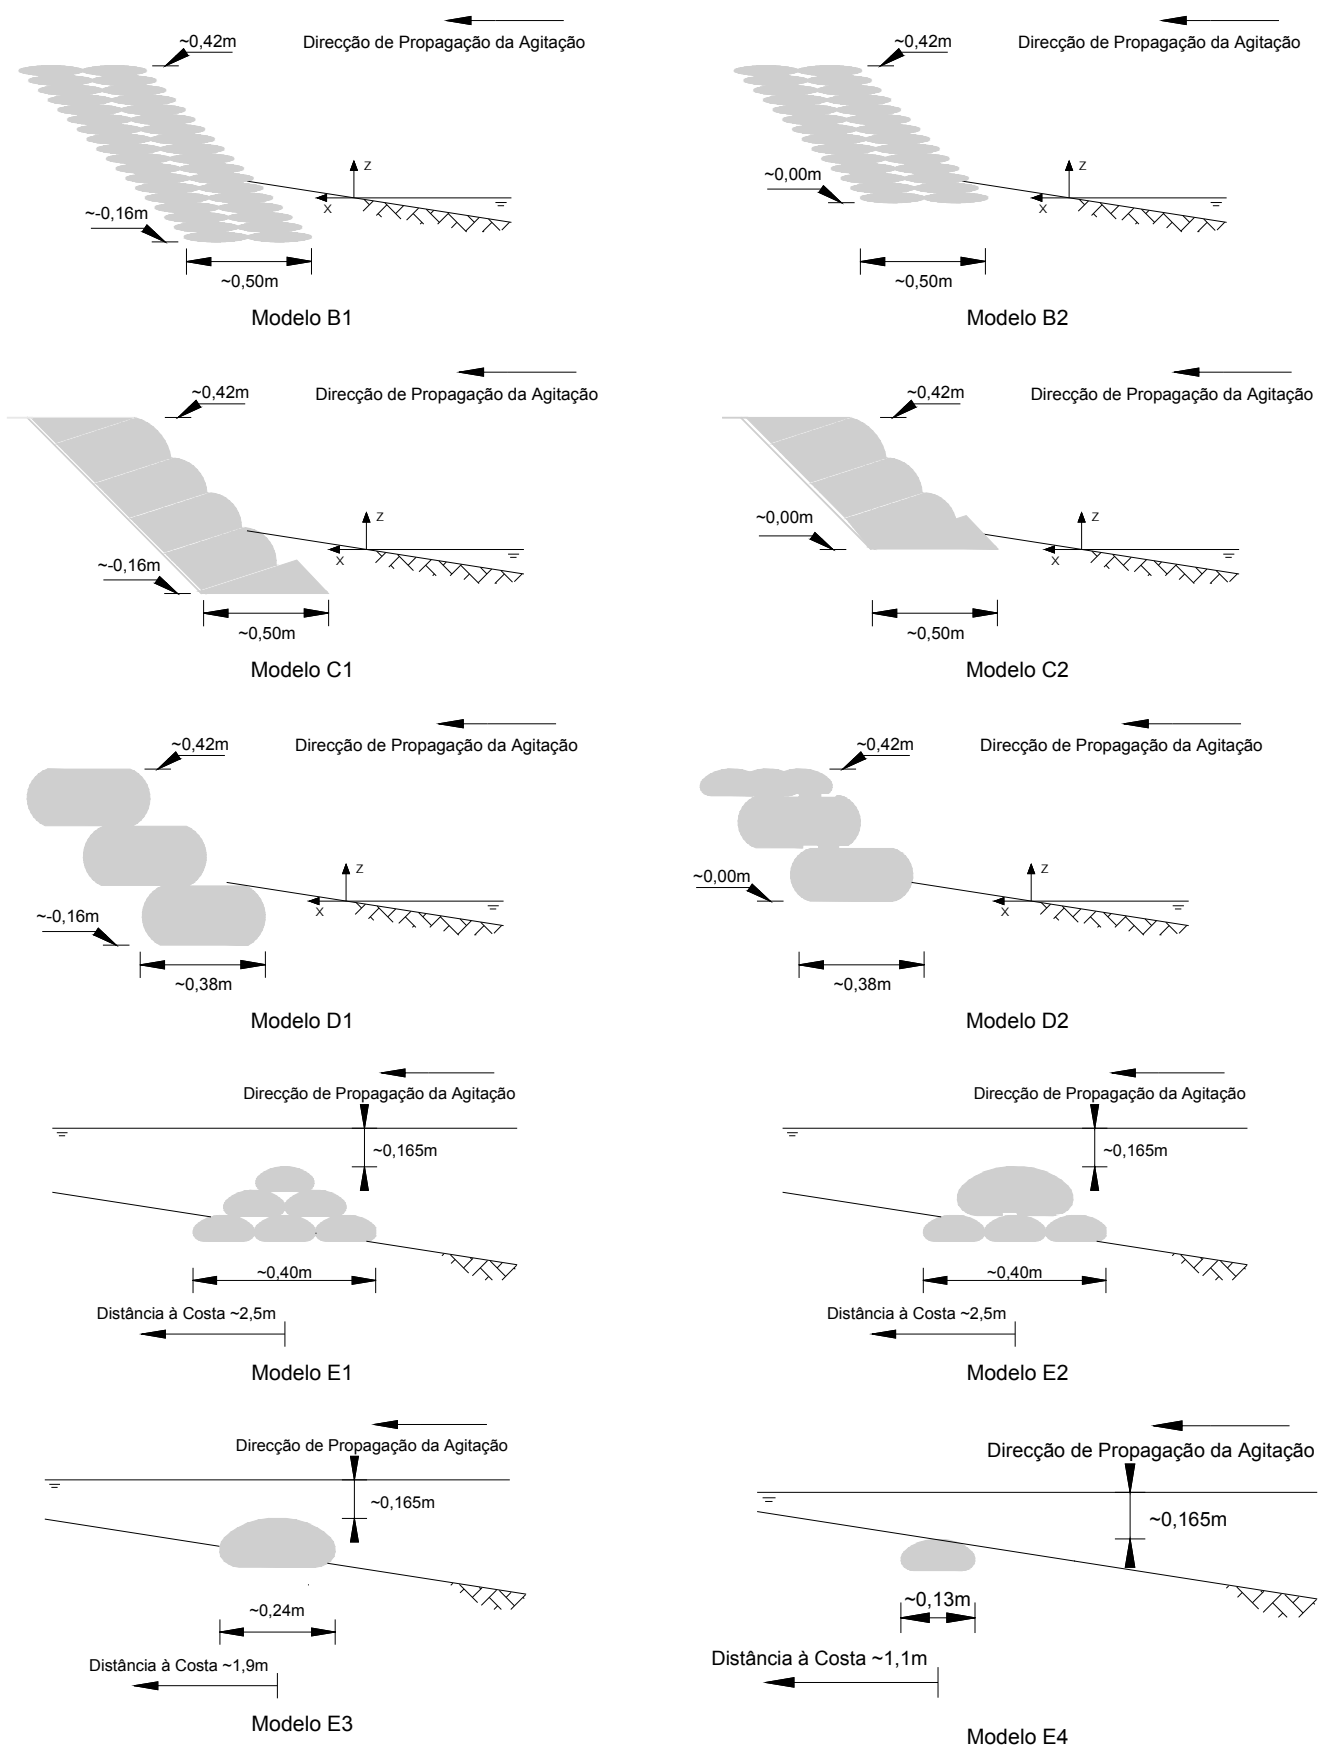 ~0,42m
Direcção de Propagação da Agitação
Z
X
~-0,16m
~0,50m
Modelo B1
~0,42m
Direcção de Propagação da Agitação
Z
X
~0,00m
~0,50m
Modelo B2
~0,42m
Direcção de Propagação da Agitação
Z
X
~-0,16m
~0,50m
Modelo C1
~0,42m
Direcção de Propagação da Agitação
Z
X
~0,00m
~0,50m
Modelo C2
~0,42m
Direcção de Propagação da Agitação
Z
X
~-0,16m
~0,38m
Modelo D1
~0,42m
Direcção de Propagação da Agitação
Z
X
~0,00m
~0,38m
Modelo D2
Direcção de Propagação da Agitação
~0,165m
~0,40m
Distância à Costa ~2,5m
Modelo E1
Direcção de Propagação da Agitação
~0,165m
~0,40m
Distância à Costa ~2,5m
Modelo E2
Direcção de Propagação da Agitação
~0,165m
~0,24m
Distância à Costa ~1,9m
Modelo E3
Direcção de Propagação da Agitação
~0,165m
~0,13m
Distância à Costa ~1,1m
Modelo E4